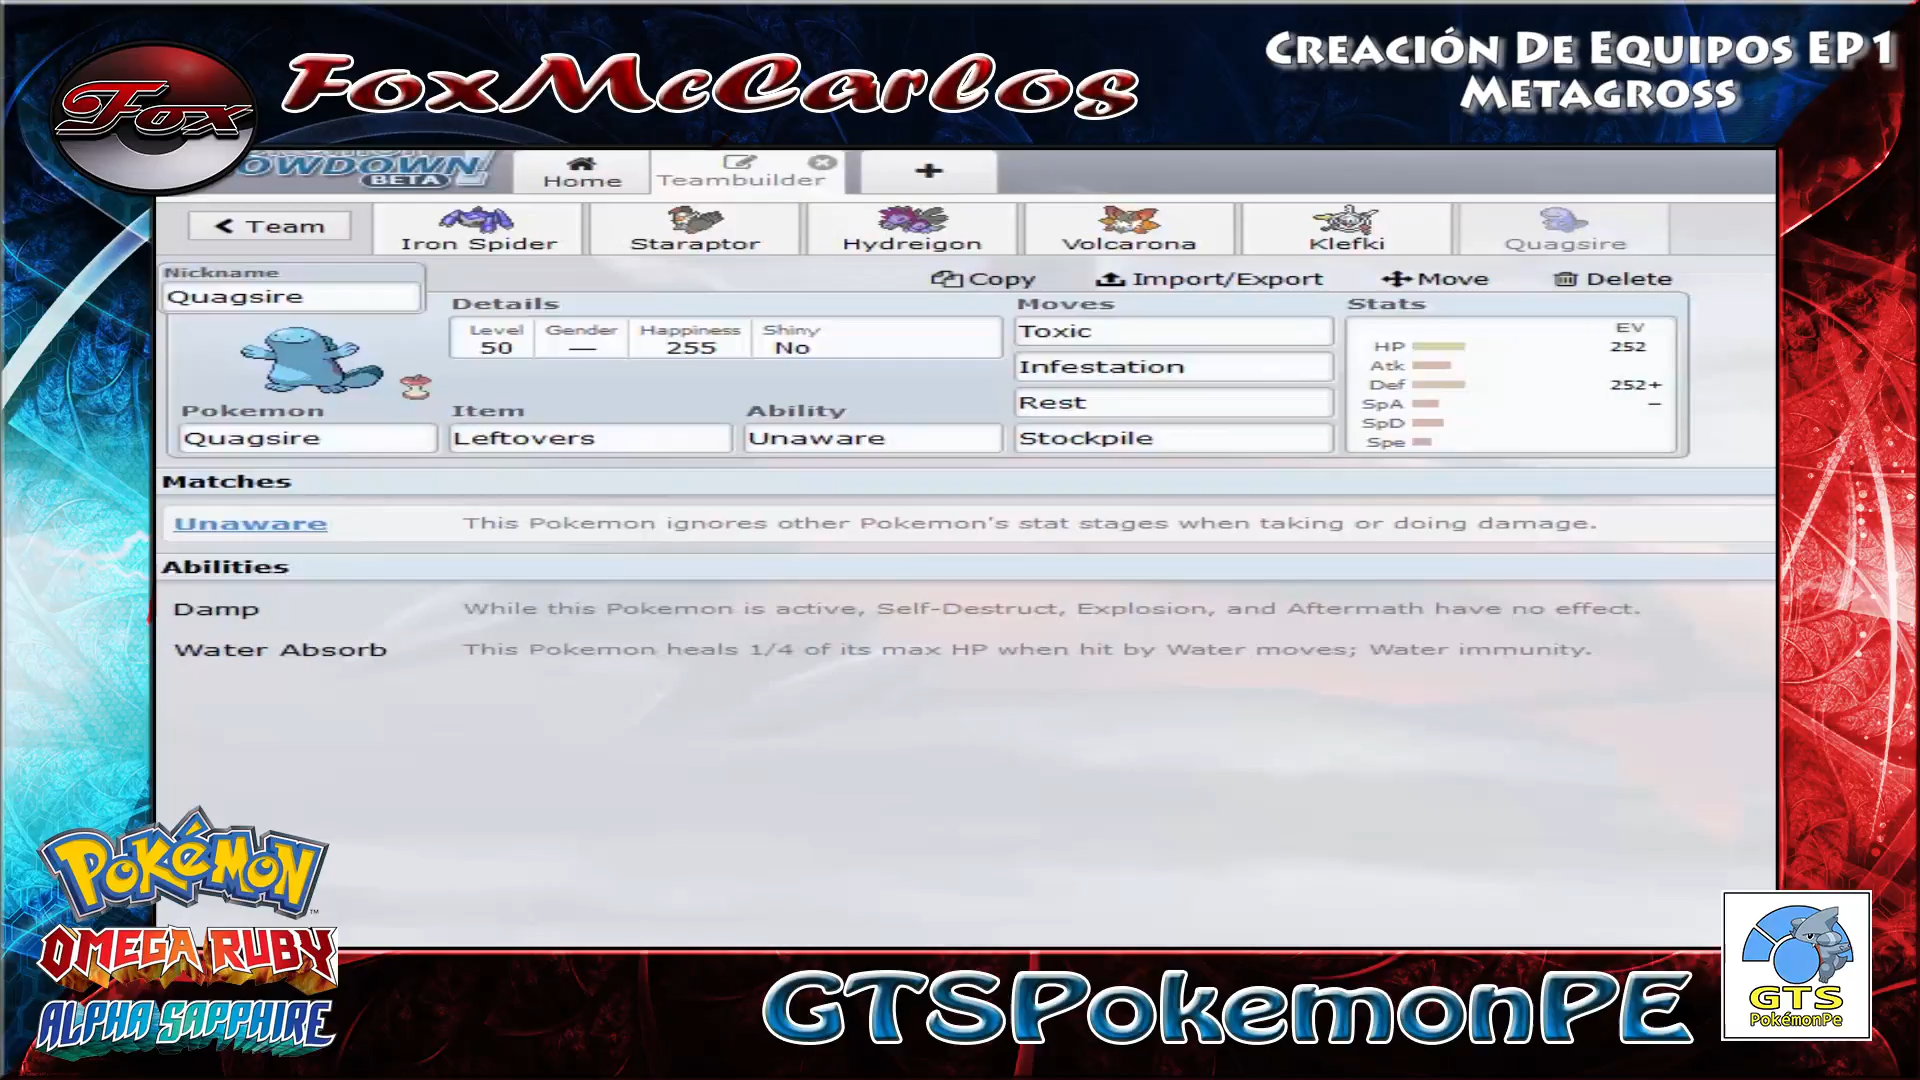 Fox
FoxMcCarlos
Creación De Equipos EP1
Metagross
OWDOWN
BETA
Home
Teambuilder
+
Team
Iron Spider
Staraptor
Hydreigon
Volcarona
Klefki
Quagsire
Copy
Import/Export
Move
Delete
Nickname
Quagsire
Details
Level
Gender
Happiness
Shiny
50
—
255
No
Pokemon
Quagsire
Item
Leftovers
Ability
Unaware
Moves
Toxic
Infestation
Rest
Stockpile
Stats
EV
HP 252
Atk
Def 252+
SpA −
SpD
Spe
Matches
Unaware This Pokemon ignores other Pokemon's stat stages when taking or doing damage.
Abilities
Damp While this Pokemon is active, Self-Destruct, Explosion, and Aftermath have no effect.
Water Absorb This Pokemon heals 1/4 of its max HP when hit by Water moves; Water immunity.
POKéMON
™
OMEGA RUBY
ALPHA SAPPHIRE
GTSPokemonPE
GTS
PokémonPe